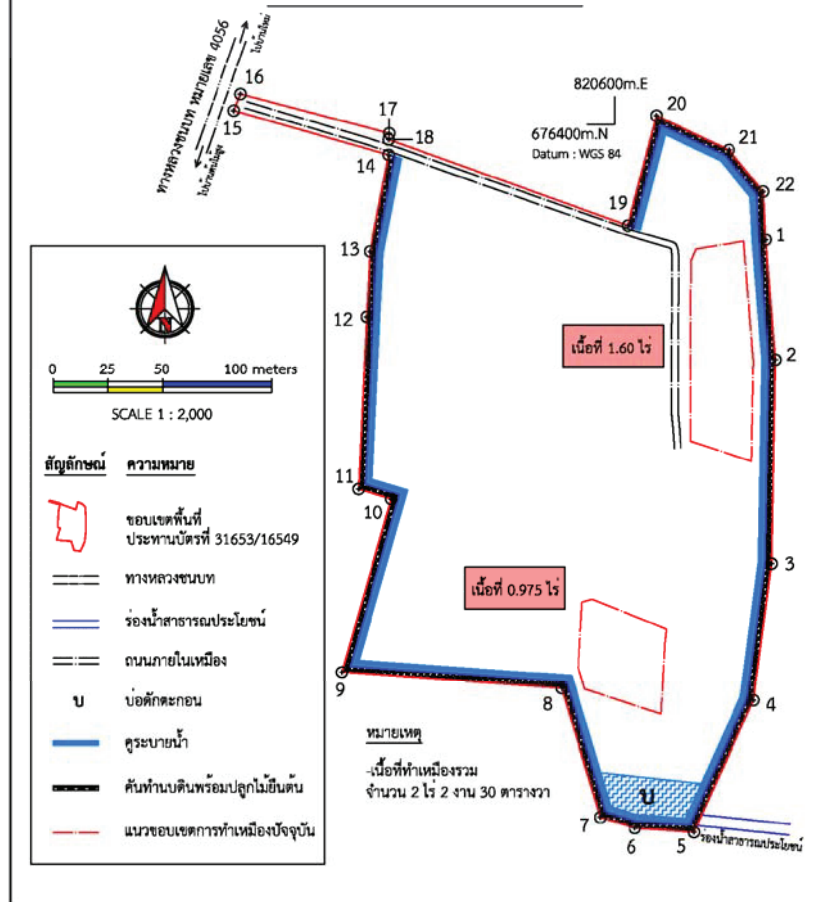 ทางหลวงชนบท หมายเลข 4056
ไปบ้านใหม่
16
15
17
18
14
820600m.E
676400m.N
Datum : WGS 84
20
21
22
19
1
13
12
2
เนื้อที่ 1.60 ไร่
N
0 25 50 100 meters
SCALE 1 : 2,000
สัญลักษณ์ ความหมาย
ขอบเขตพื้นที่
ประทานบัตรที่ 31653/16549
ทางหลวงชนบท
ร่องน้ำสาธารณประโยชน์
ถนนภายในเหมือง
บ บ่อดักตะกอน
คูระบายน้ำ
คันทำนบดินพร้อมปลูกไม้ยืนต้น
แนวขอบเขตการทำเหมืองปัจจุบัน
11
10
3
เนื้อที่ 0.975 ไร่
9
8
4
หมายเหตุ
-เนื้อที่ทำเหมืองรวม
จำนวน 2 ไร่ 2 งาน 30 ตารางวา
บ
7
6
5
ร่องน้ำสาธารณประโยชน์